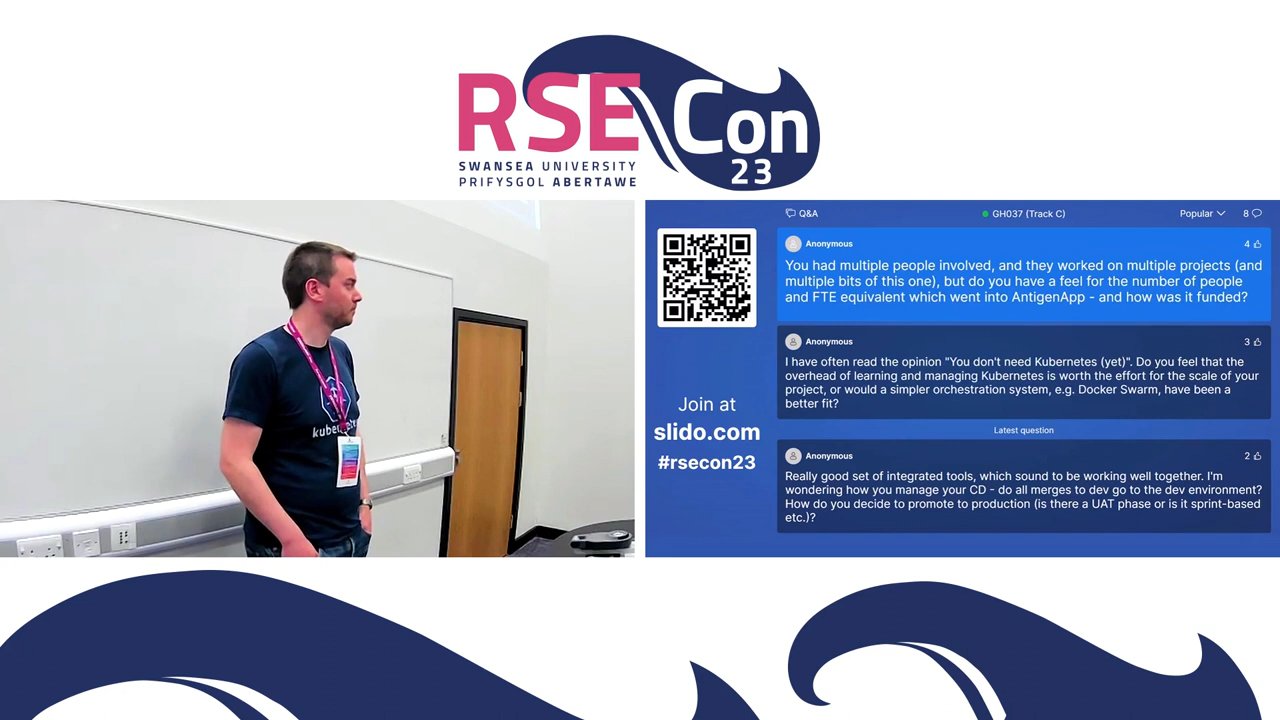 RSE Con
23
SWANSEA UNIVERSITY
PRIFYSGOL ABERTAWE
Q&A
GH037 (Track C)
Popular
8
Anonymous
4
You had multiple people involved, and they worked on multiple projects (and
multiple bits of this one), but do you have a feel for the number of people
and FTE equivalent which went into AntigenApp - and how was it funded?
Anonymous
3
I have often read the opinion "You don't need Kubernetes (yet)". Do you feel that the
overhead of learning and managing Kubernetes is worth the effort for the scale of your
project, or would a simpler orchestration system, e.g. Docker Swarm, have been a
better fit?
Latest question
Anonymous
2
Really good set of integrated tools, which sound to be working well together. I'm
wondering how you manage your CD - do all merges to dev go to the dev environment?
How do you decide to promote to production (is there a UAT phase or is it sprint-based
etc.)?
Join at
slido.com
#rsecon23